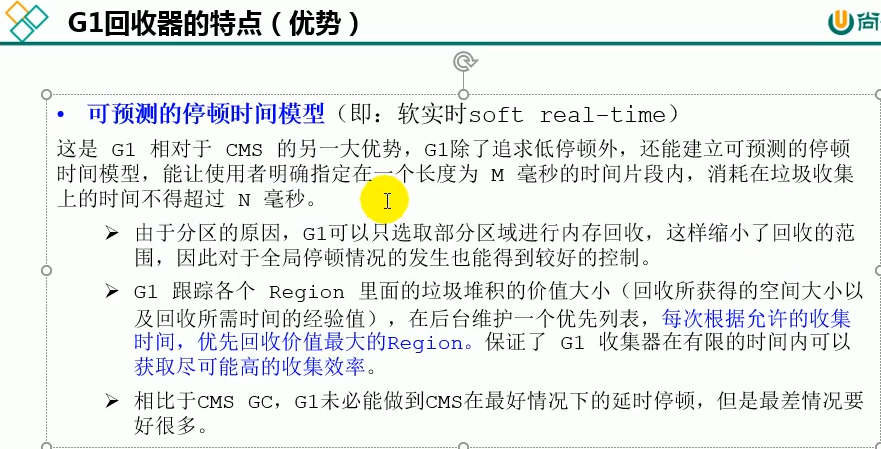 G1回收器的特点（优势）
尚
• 可预测的停顿时间模型（即：软实时soft real-time）
这是 G1 相对于 CMS 的另一大优势，G1除了追求低停顿外，还能建立可预测的停顿
时间模型，能让使用者明确指定在一个长度为 M 毫秒的时间片段内，消耗在垃圾收集
上的时间不得超过 N 毫秒。
➢ 由于分区的原因，G1可以只选取部分区域进行内存回收，这样缩小了回收的范
围，因此对于全局停顿情况的发生也能得到较好的控制。
➢ G1 跟踪各个 Region 里面的垃圾堆积的价值大小（回收所获得的空间大小以
及回收所需时间的经验值），在后台维护一个优先列表，每次根据允许的收集
时间，优先回收价值最大的Region。保证了 G1 收集器在有限的时间内可以
获取尽可能高的收集效率。
➢ 相比于CMS GC，G1未必能做到CMS在最好情况下的延时停顿，但是最差情况要
好很多。